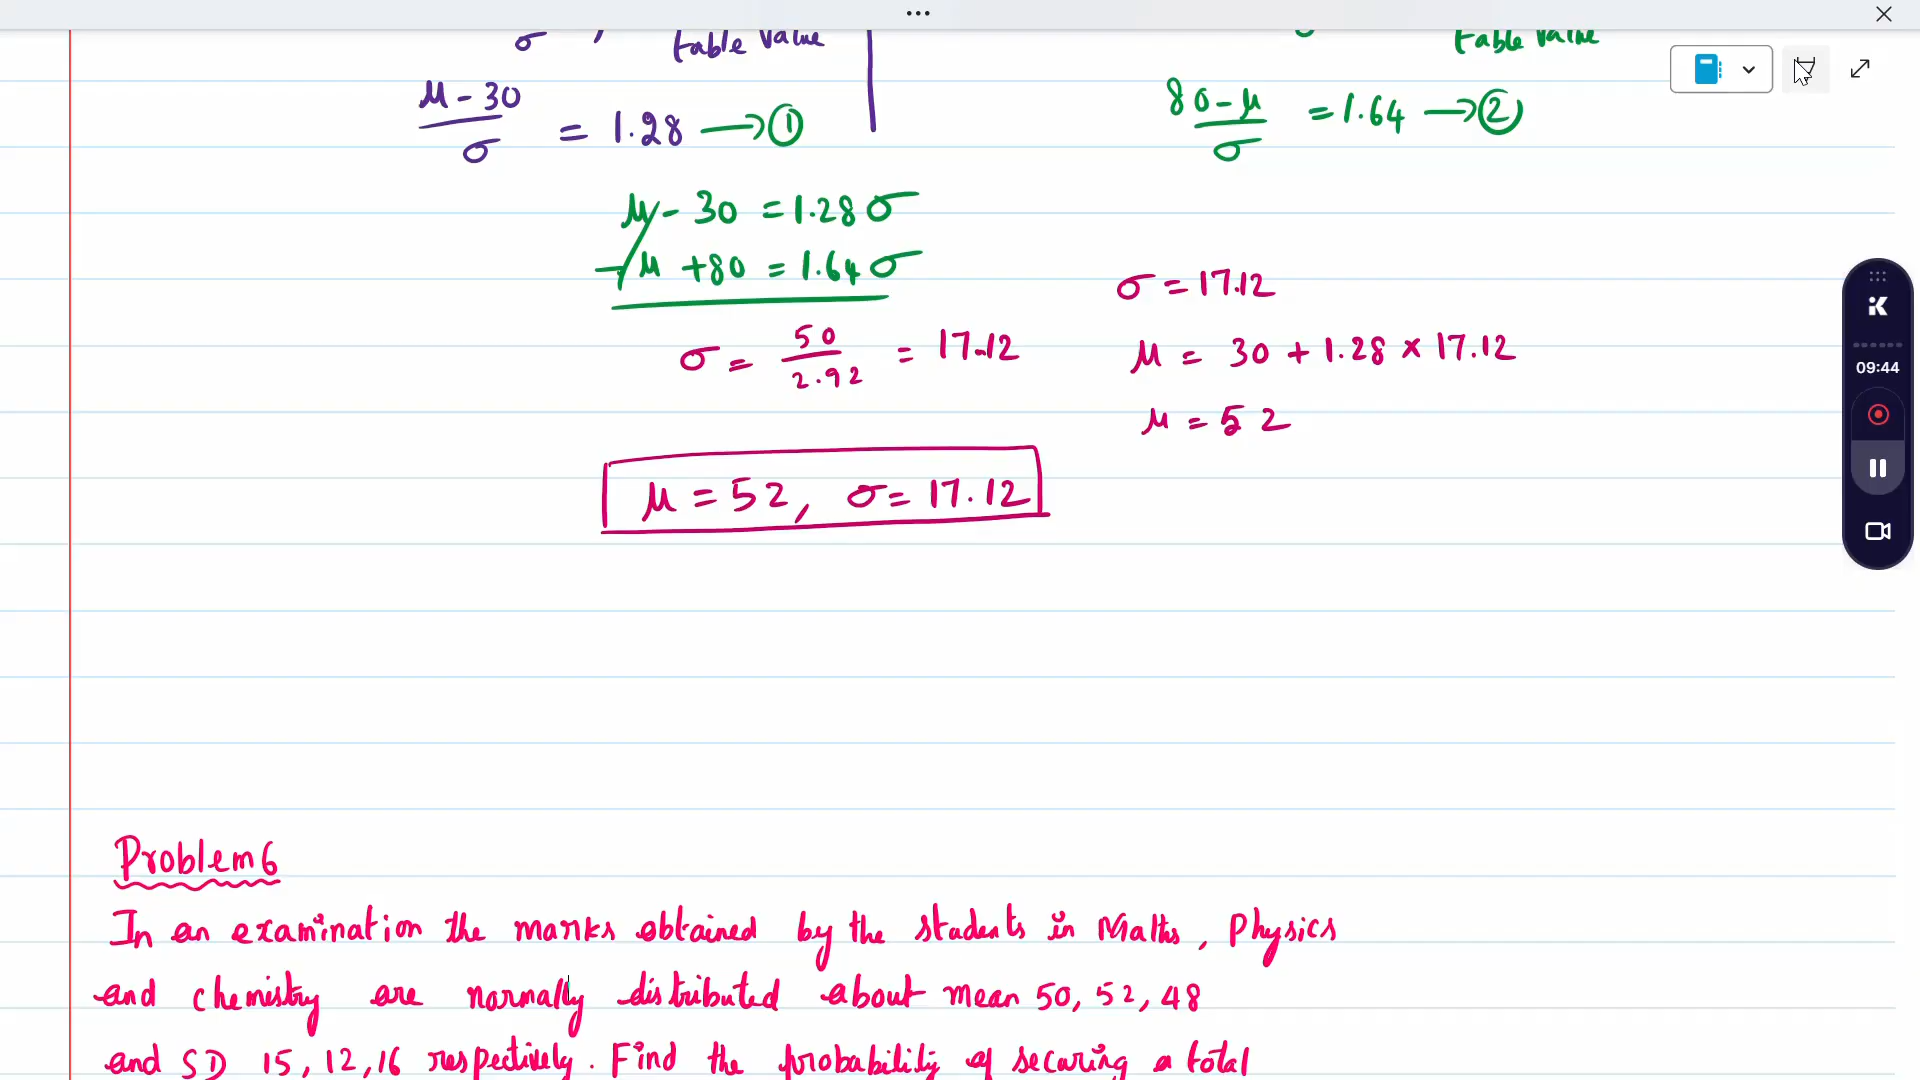 σ , table value
table value
μ - 30 / σ = 1.28 → ①
80 - μ / σ = 1.64 → ②
μ - 30 = 1.28 σ
-μ + 80 = 1.64 σ
σ = 50 / 2.92 = 17.12
σ = 17.12
μ = 30 + 1.28 × 17.12
μ = 52
μ = 52, σ = 17.12
09:44
Problem 6
In an examination the marks obtained by the students in Maths, Physics
and chemistry are normally distributed about mean 50, 52, 48
and SD 15, 12, 16 respectively. Find the probability of securing a total